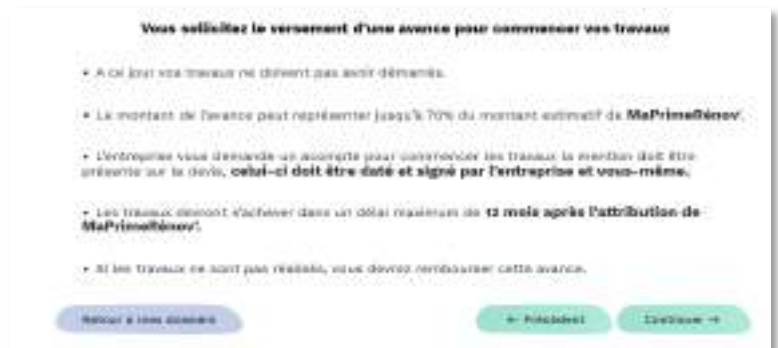 Vous sollicitez le versement d'une avance pour commencer vos travaux
• A ce jour vos travaux ne doivent pas avoir démarrés.
• Le montant de l'avance peut représenter jusqu'à 70% du montant estimatif de MaPrimeRénov'.
• L'entreprise vous demande un acompte pour commencer les travaux la mention doit être
présente sur le devis, celui-ci doit être daté et signé par l'entreprise et vous-même.
• Les travaux devront s'achever dans un délai maximum de 12 mois après l'attribution de
MaPrimeRénov'.
• Si les travaux ne sont pas réalisés, vous devrez rembourser cette avance.
Retour à mes dossiers
← Précédent
Continuer →